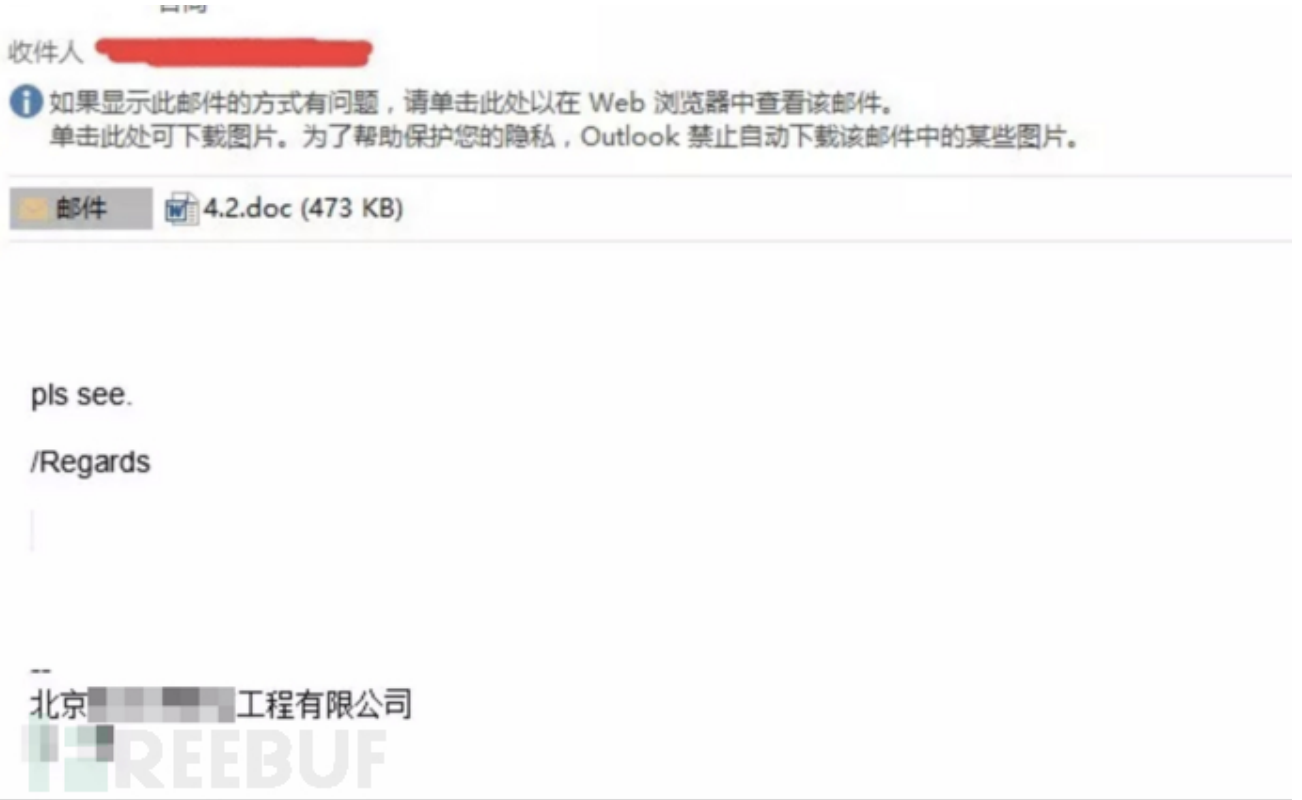 收件人
如果显示此邮件的方式有问题，请单击此处以在 Web 浏览器中查看该邮件。
单击此处可下载图片。为了帮助保护您的隐私，Outlook 禁止自动下载该邮件中的某些图片。
邮件 4.2.doc (473 KB)
pls see.
/Regards
--
北京 工程有限公司
REEBUF